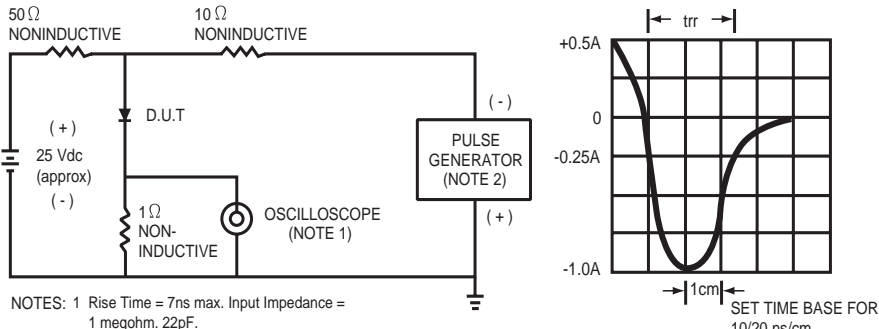 50Ω
NONINDUCTIVE
10Ω
NONINDUCTIVE
D.U.T
(+)
25 Vdc
(approx)
(-)
1Ω
NON-
INDUCTIVE
OSCILLOSCOPE
(NOTE 1)
(-)
PULSE
GENERATOR
(NOTE 2)
(+)
trr
+0.5A
0
-0.25A
-1.0A
1cm
SET TIME BASE FOR
10/20 ns/cm
NOTES: 1 Rise Time = 7ns max. Input Impedance =
1 megohm. 22pF.